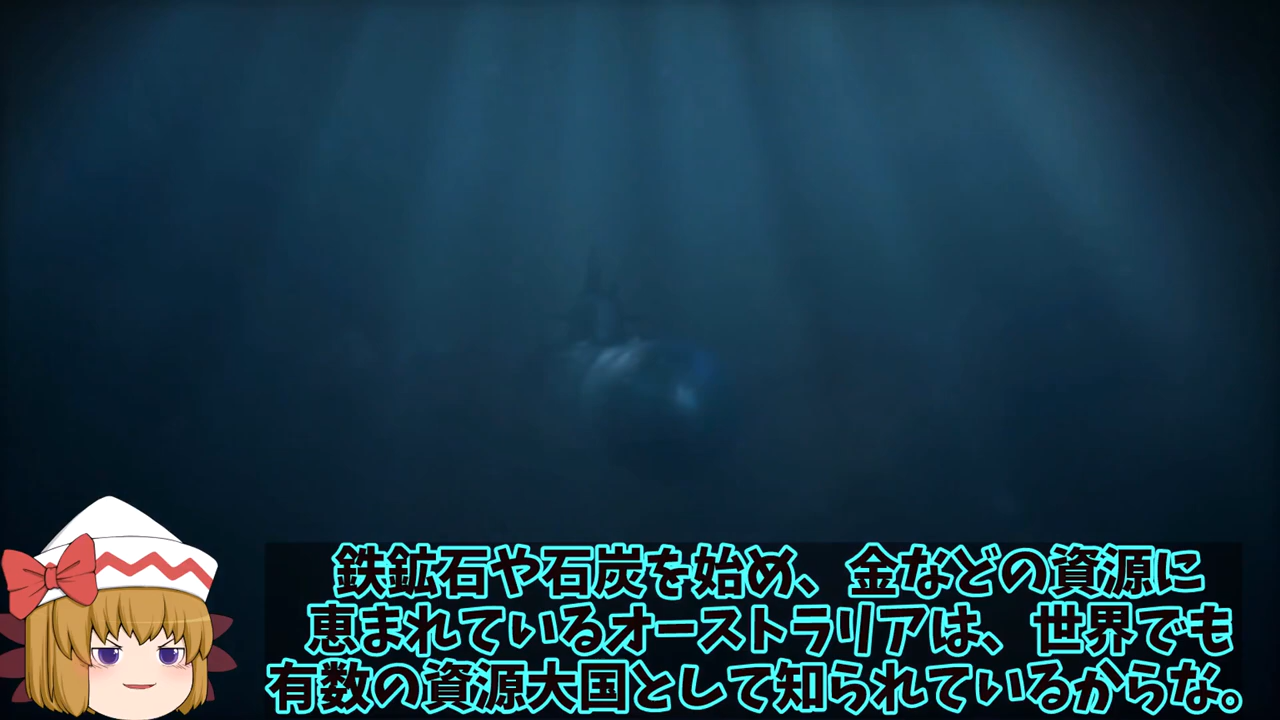 鉄鉱石や石炭を始め、金などの資源に
恵まれているオーストラリアは、世界でも
有数の資源大国として知られているからな。